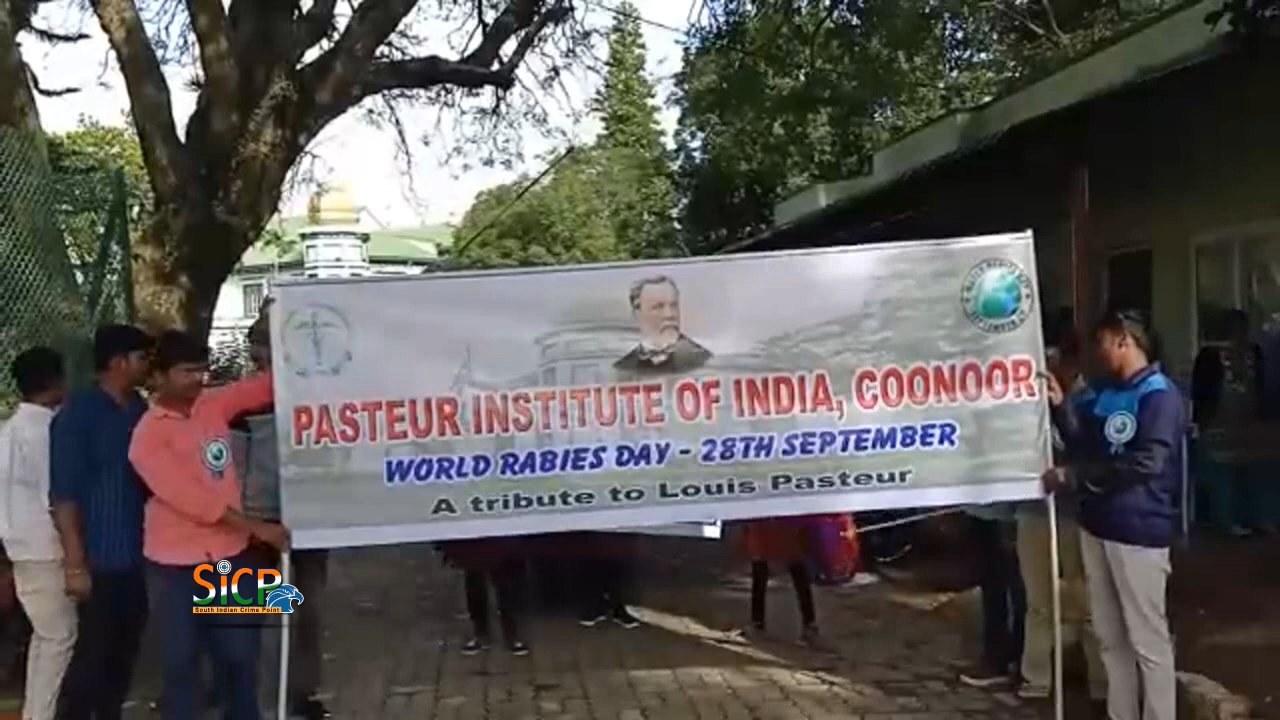 PASTEUR INSTITUTE OF INDIA, COONOOR
WORLD RABIES DAY - 28TH SEPTEMBER
A tribute to Louis Pasteur
SiCP
South Indian Crime Point